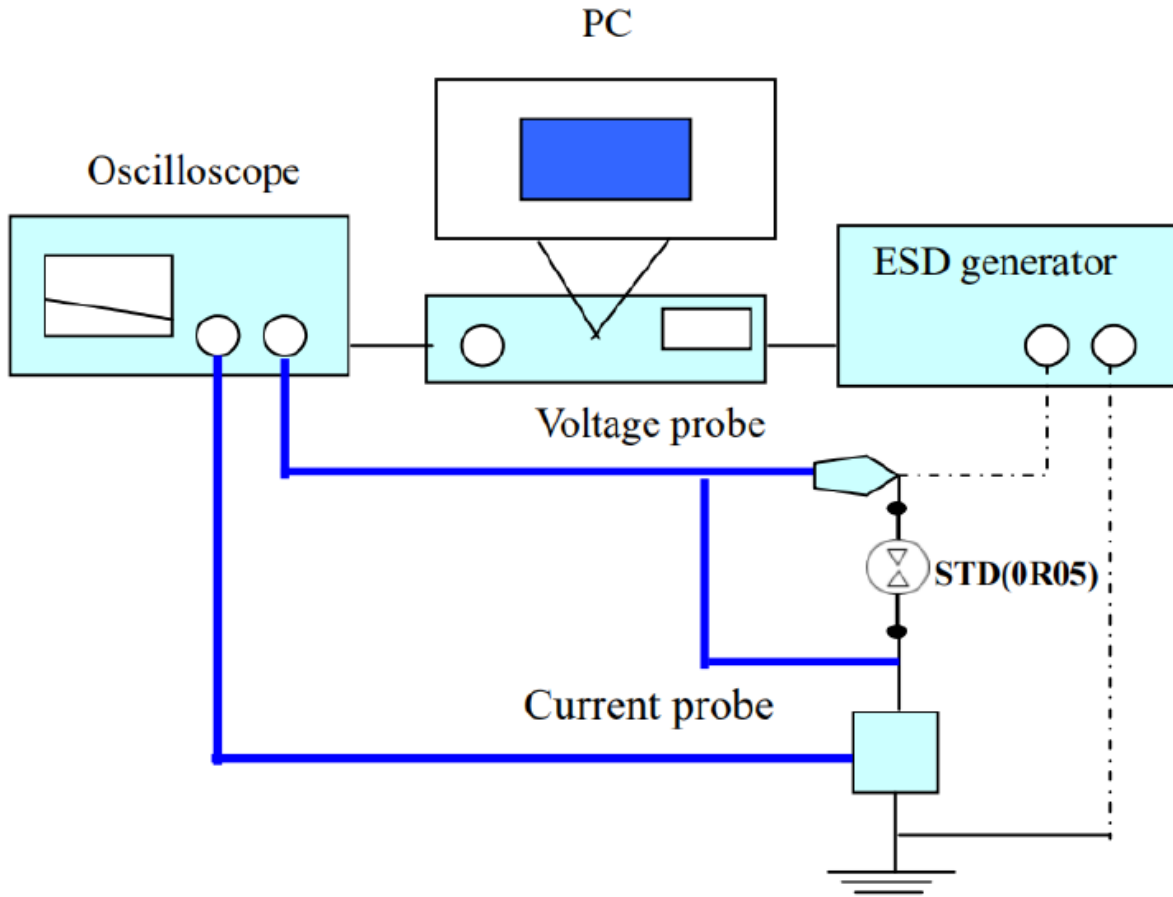 PC
Oscilloscope
ESD generator
Voltage probe
STD(0R05)
Current probe